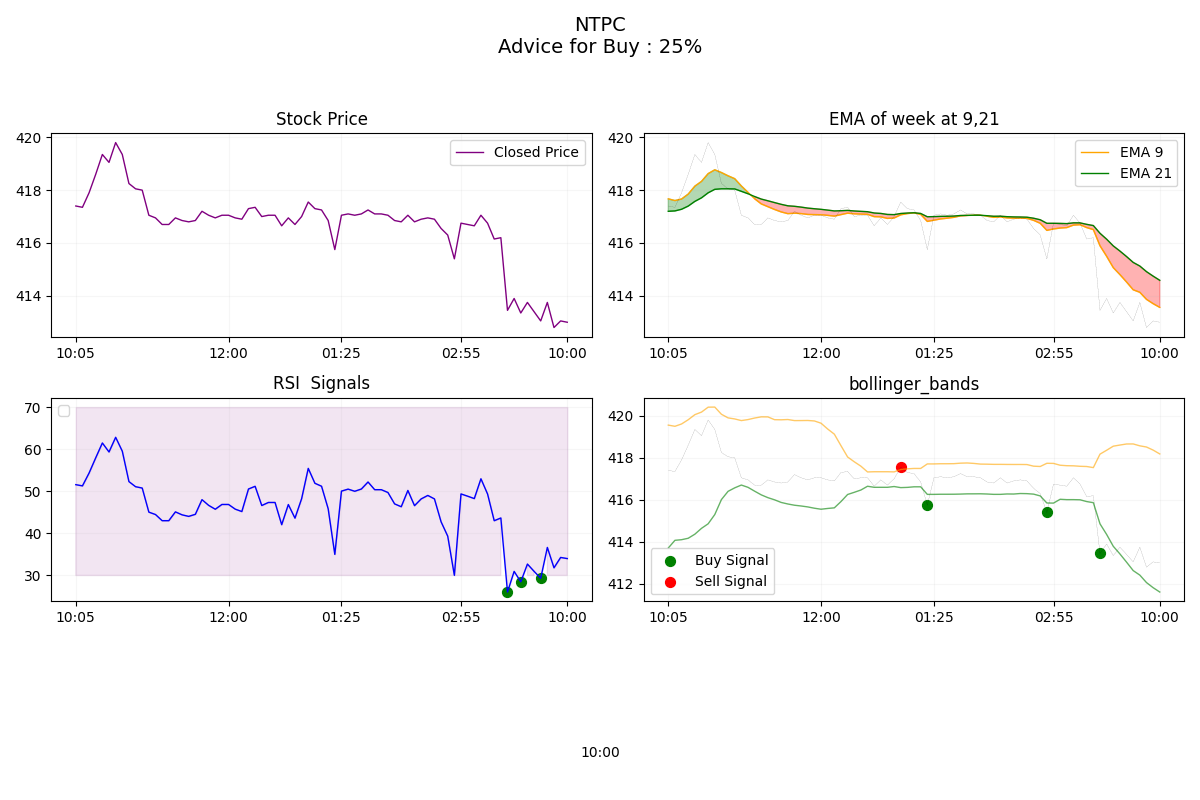 NTPC
Advice for Buy : 25%
Stock Price
420
418
416
414
Closed Price
10:05 12:00 01:25 02:55 10:00
EMA of week at 9,21
420
418
416
414
EMA 9
EMA 21
10:05 12:00 01:25 02:55 10:00
RSI  Signals
70
60
50
40
30
10:05 12:00 01:25 02:55 10:00
bollinger_bands
420
418
416
414
412
Buy Signal
Sell Signal
10:05 12:00 01:25 02:55 10:00
10:00